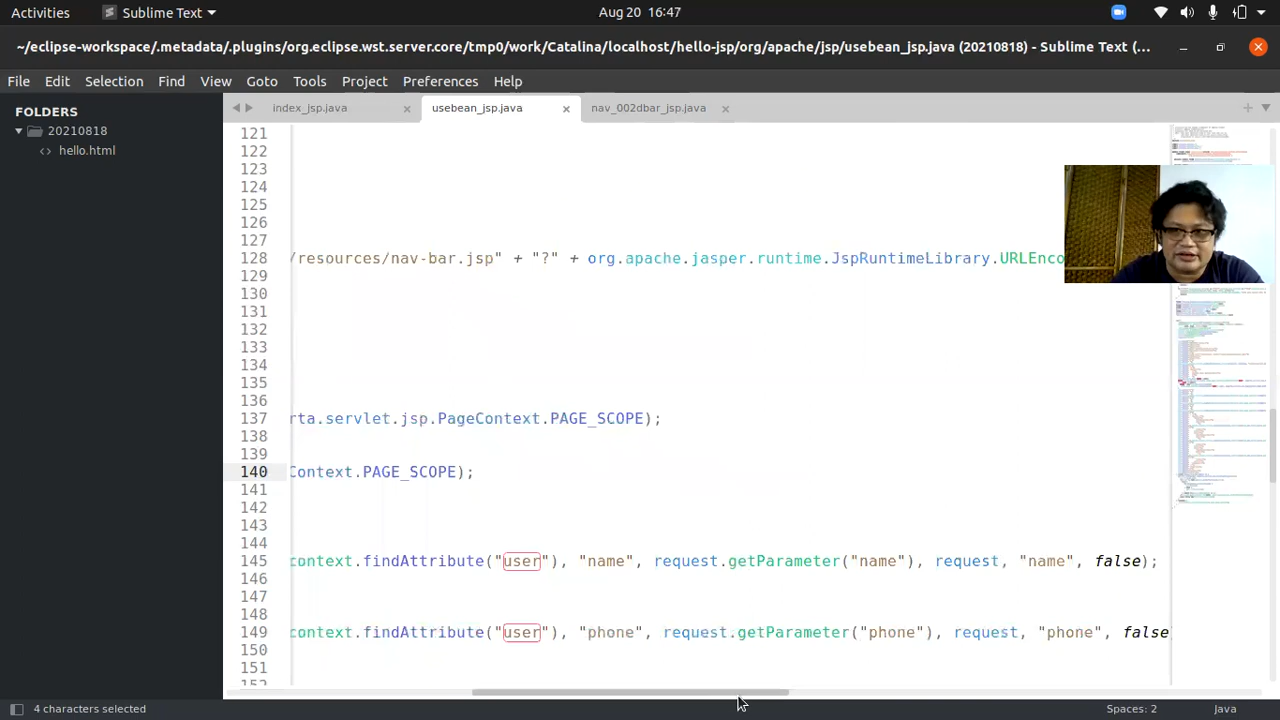 Activities
Sublime Text
Aug 20 16:47
~/eclipse-workspace/.metadata/.plugins/org.eclipse.wst.server.core/tmp0/work/Catalina/localhost/hello-jsp/org/apache/jsp/usebean_jsp.java (20210818) - Sublime Text (...
File Edit Selection Find View Goto Tools Project Preferences Help
FOLDERS
20210818
<> hello.html
index_jsp.java × usebean_jsp.java × nav_002dbar_jsp.java ×
121
122
123
124
125
126
127
128 /resources/nav-bar.jsp" + "?" + org.apache.jasper.runtime.JspRuntimeLibrary.URLEnco
129
130
131
132
133
134
135
136
137 rta.servlet.jsp.PageContext.PAGE_SCOPE);
138
139
140 Context.PAGE_SCOPE);
141
142
143
144
145 context.findAttribute("user"), "name", request.getParameter("name"), request, "name", false);
146
147
148
149 context.findAttribute("user"), "phone", request.getParameter("phone"), request, "phone", false
150
151
152
4 characters selected
Spaces: 2
Java